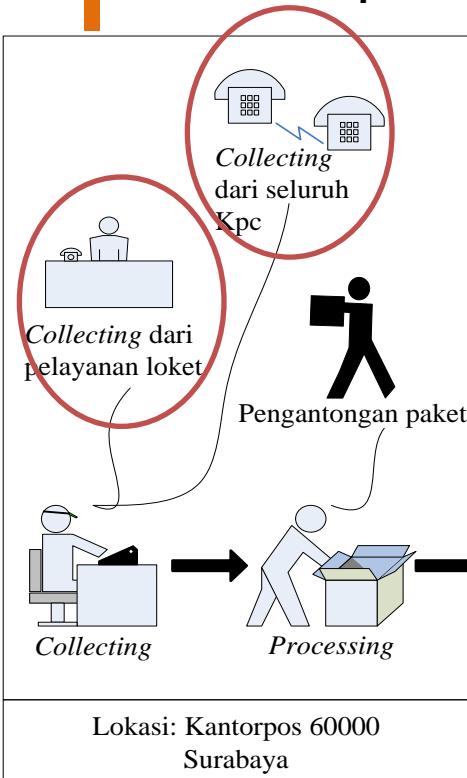 Collecting
dari seluruh
Kpc
Collecting dari
pelayanan loket
Pengantongan paket
Collecting
Processing
Lokasi: Kantorpos 60000
Surabaya